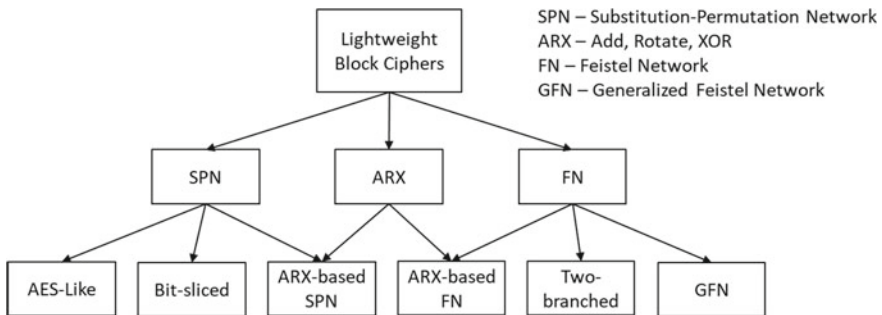 Lightweight
Block Ciphers
SPN – Substitution-Permutation Network
ARX – Add, Rotate, XOR
FN – Feistel Network
GFN – Generalized Feistel Network
SPN
ARX
FN
AES-Like
Bit-sliced
ARX-based
SPN
ARX-based
FN
Two-
branched
GFN